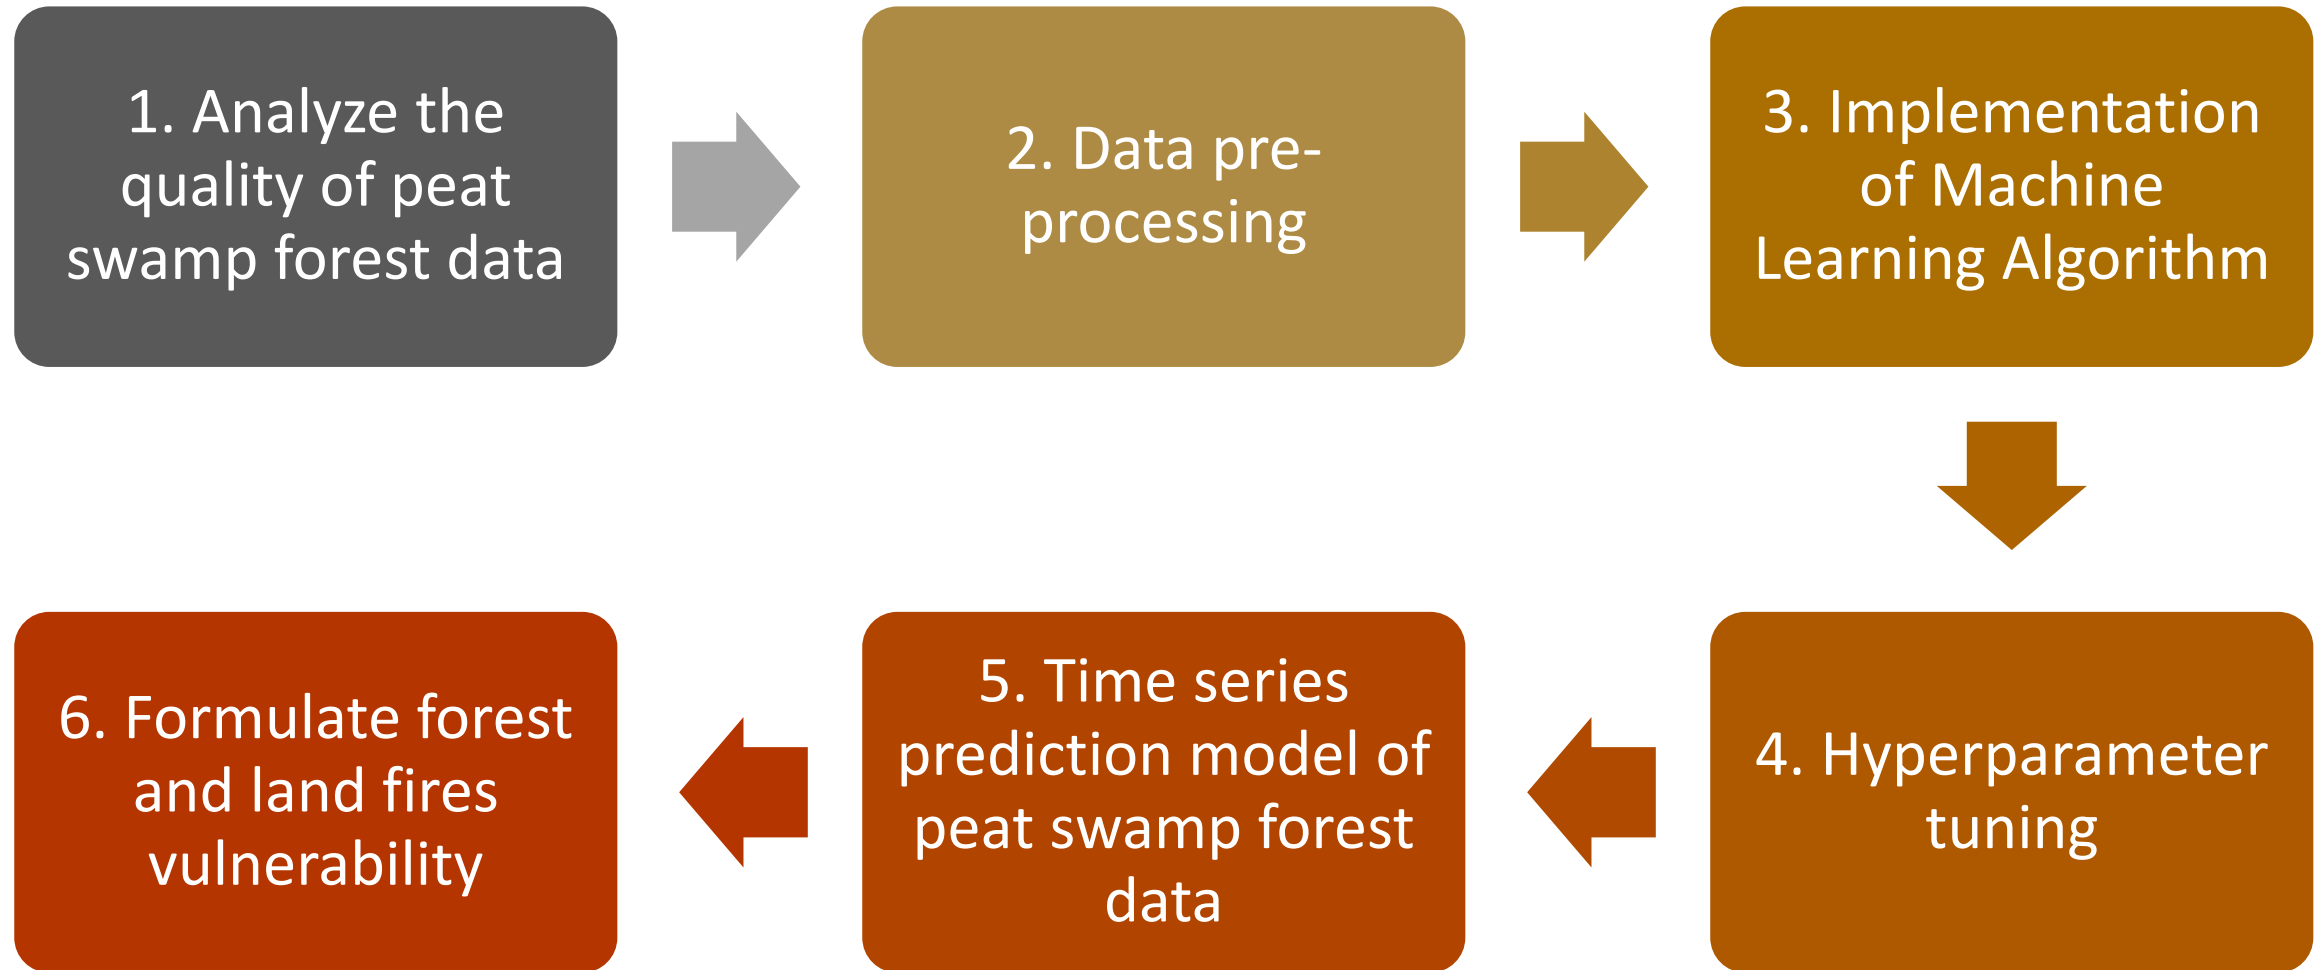 1. Analyze the
quality of peat
swamp forest data
2. Data pre-
processing
3. Implementation
of Machine
Learning Algorithm
4. Hyperparameter
tuning
5. Time series
prediction model of
peat swamp forest
data
6. Formulate forest
and land fires
vulnerability